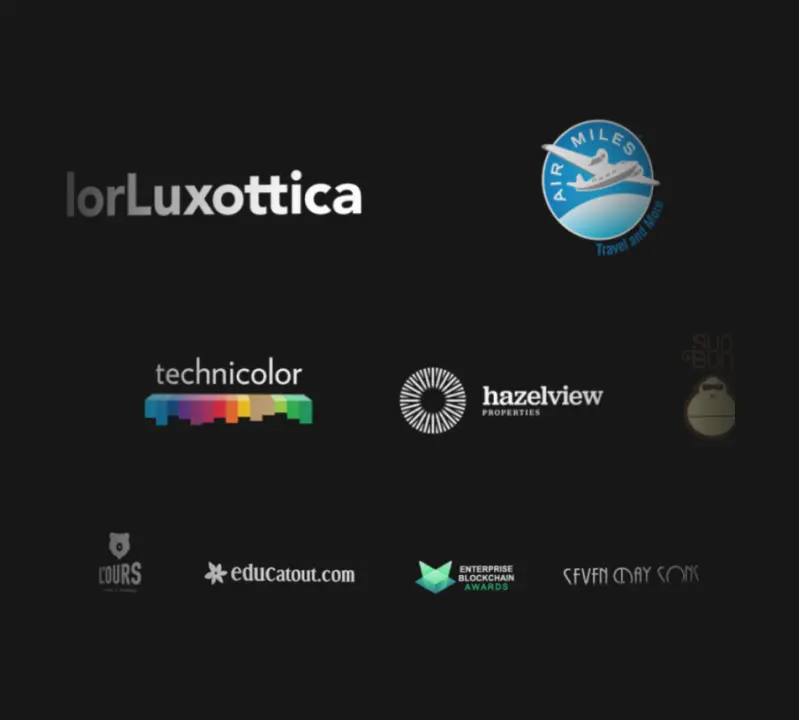 lorLuxottica
AIR MILES
Travel and More
technicolor
hazelview
PROPERTIES
SUN
BUN
L'OURS
educatout.com
ENTERPRISE
BLOCKCHAIN
AWARDS
SEVEN DAY SONS